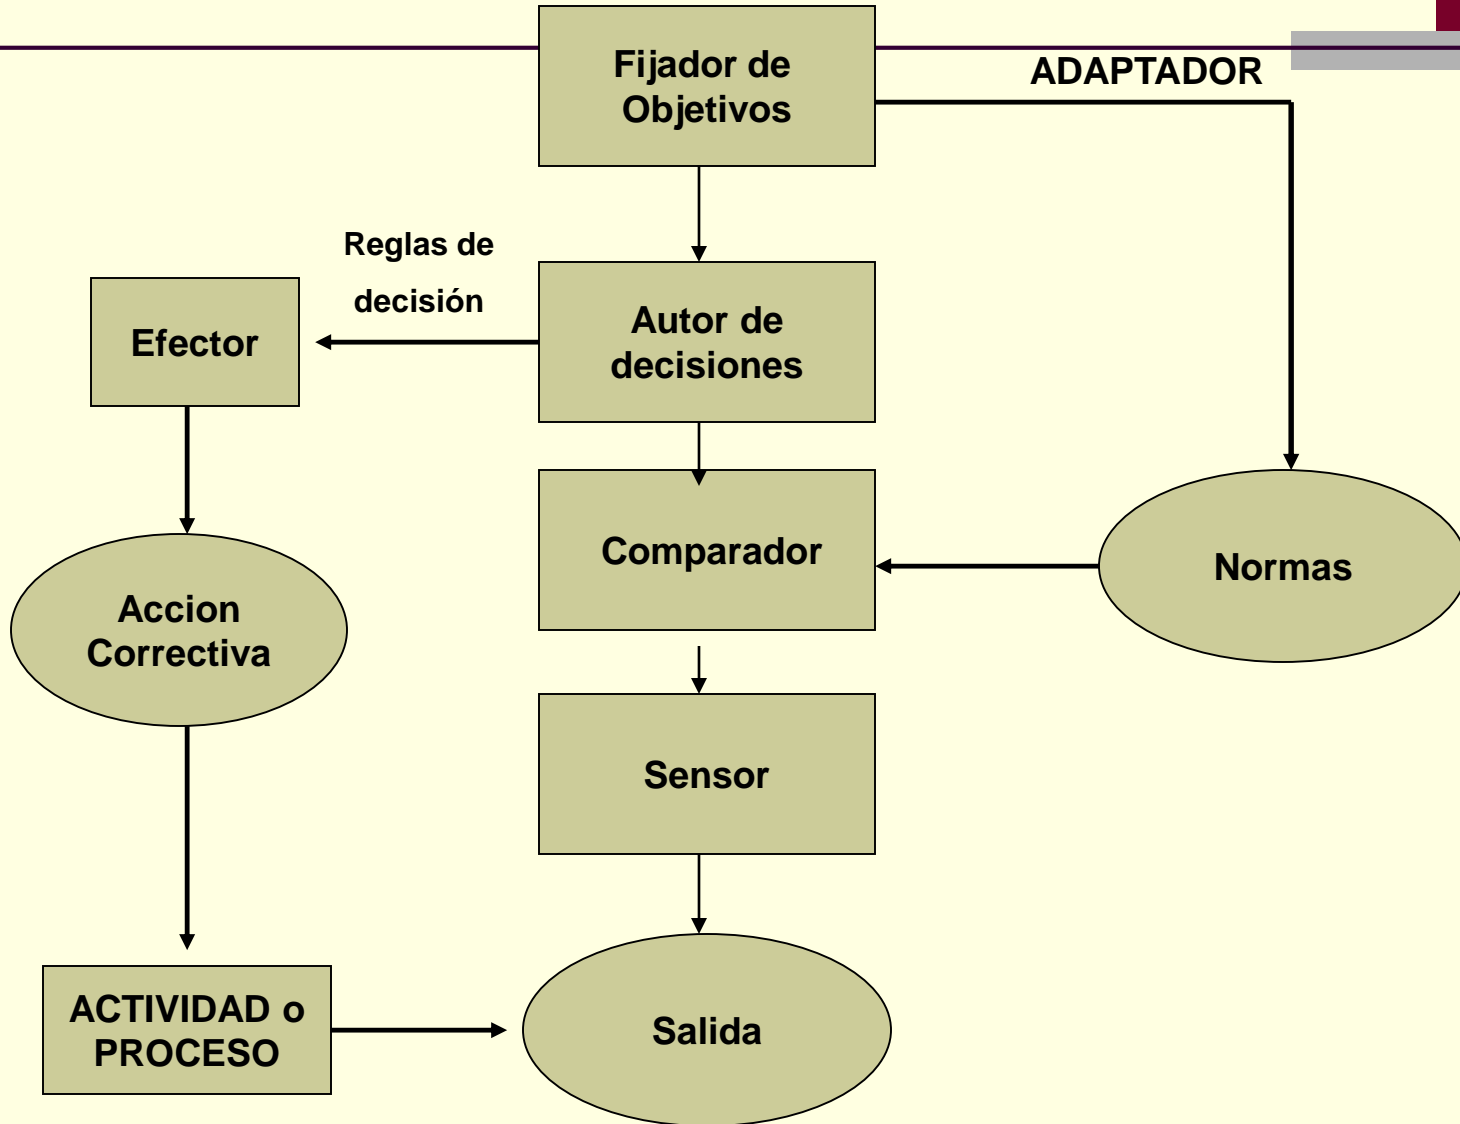 Fijador de
Objetivos
ADAPTADOR
Reglas de
decisión
Efector
Autor de
decisiones
Comparador
Normas
Accion
Correctiva
Sensor
ACTIVIDAD o
PROCESO
Salida